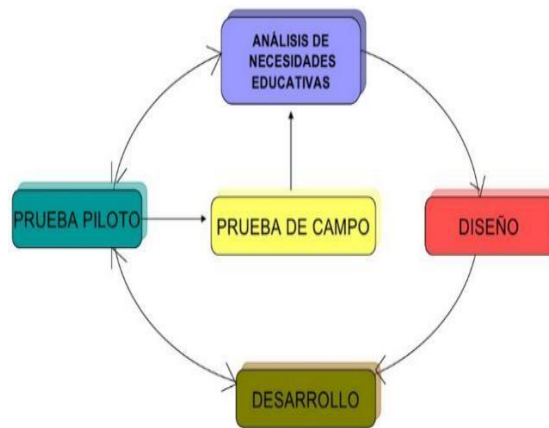 ANÁLISIS DE
NECESIDADES
EDUCATIVAS
PRUEBA PILOTO
PRUEBA DE CAMPO
DISEÑO
DESARROLLO